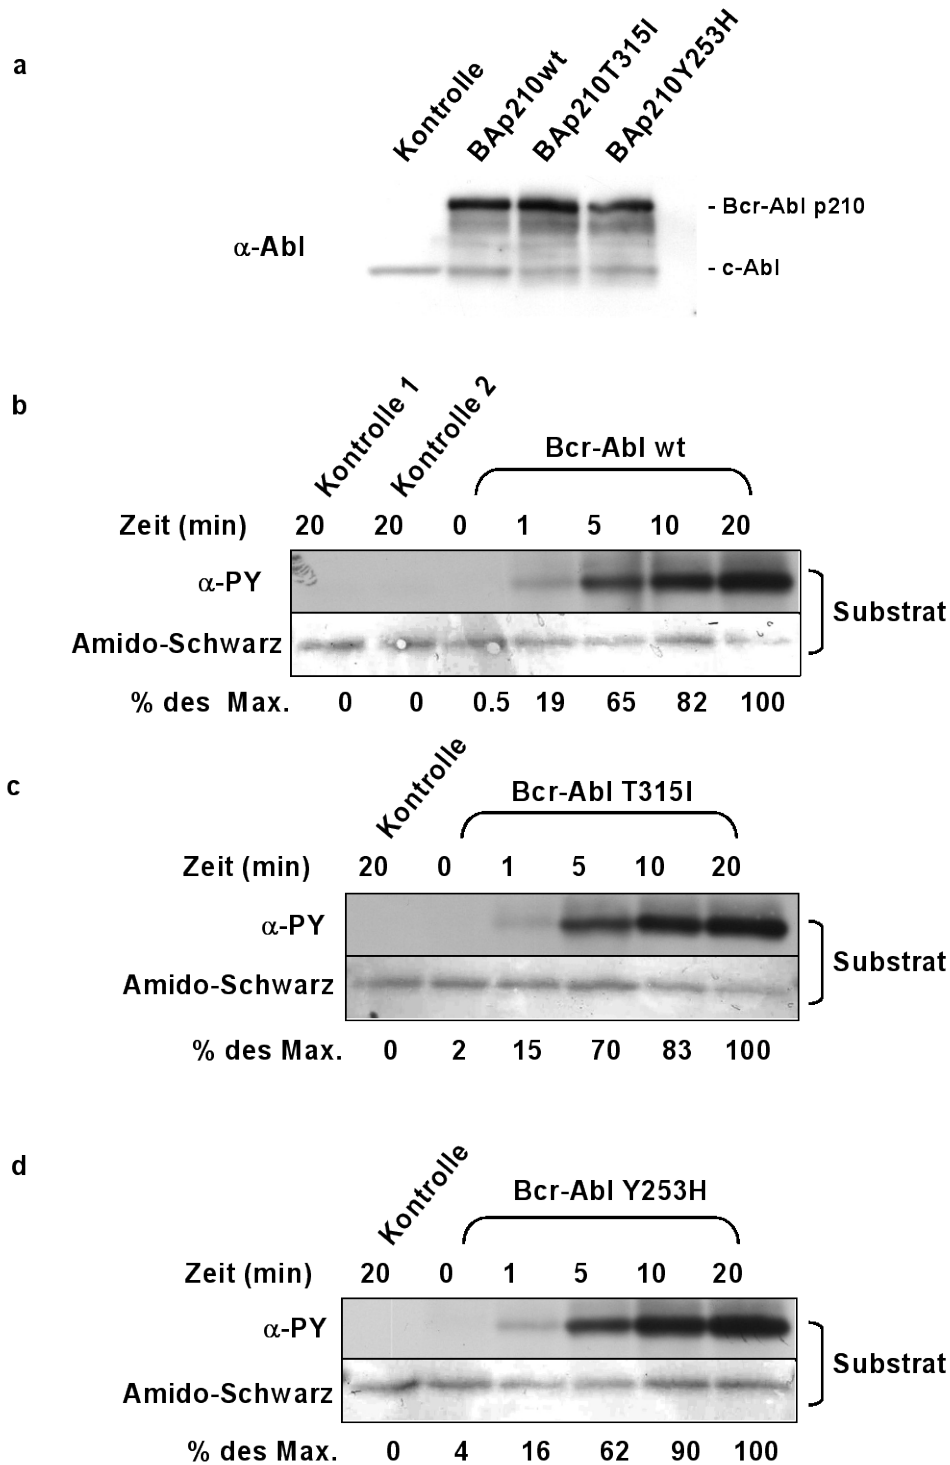 a
Kontrolle
BAp210wt
BAp210T315I
BAp210Y253H
α-Abl
- Bcr-Abl p210
- c-Abl
b
Kontrolle 1
Kontrolle 2
Bcr-Abl wt
Zeit (min) 20 20 0 1 5 10 20
α-PY
Amido-Schwarz
Substrat
% des Max. 0 0 0.5 19 65 82 100
c
Kontrolle
Bcr-Abl T315I
Zeit (min) 20 0 1 5 10 20
α-PY
Amido-Schwarz
Substrat
% des Max. 0 2 15 70 83 100
d
Kontrolle
Bcr-Abl Y253H
Zeit (min) 20 0 1 5 10 20
α-PY
Amido-Schwarz
Substrat
% des Max. 0 4 16 62 90 100